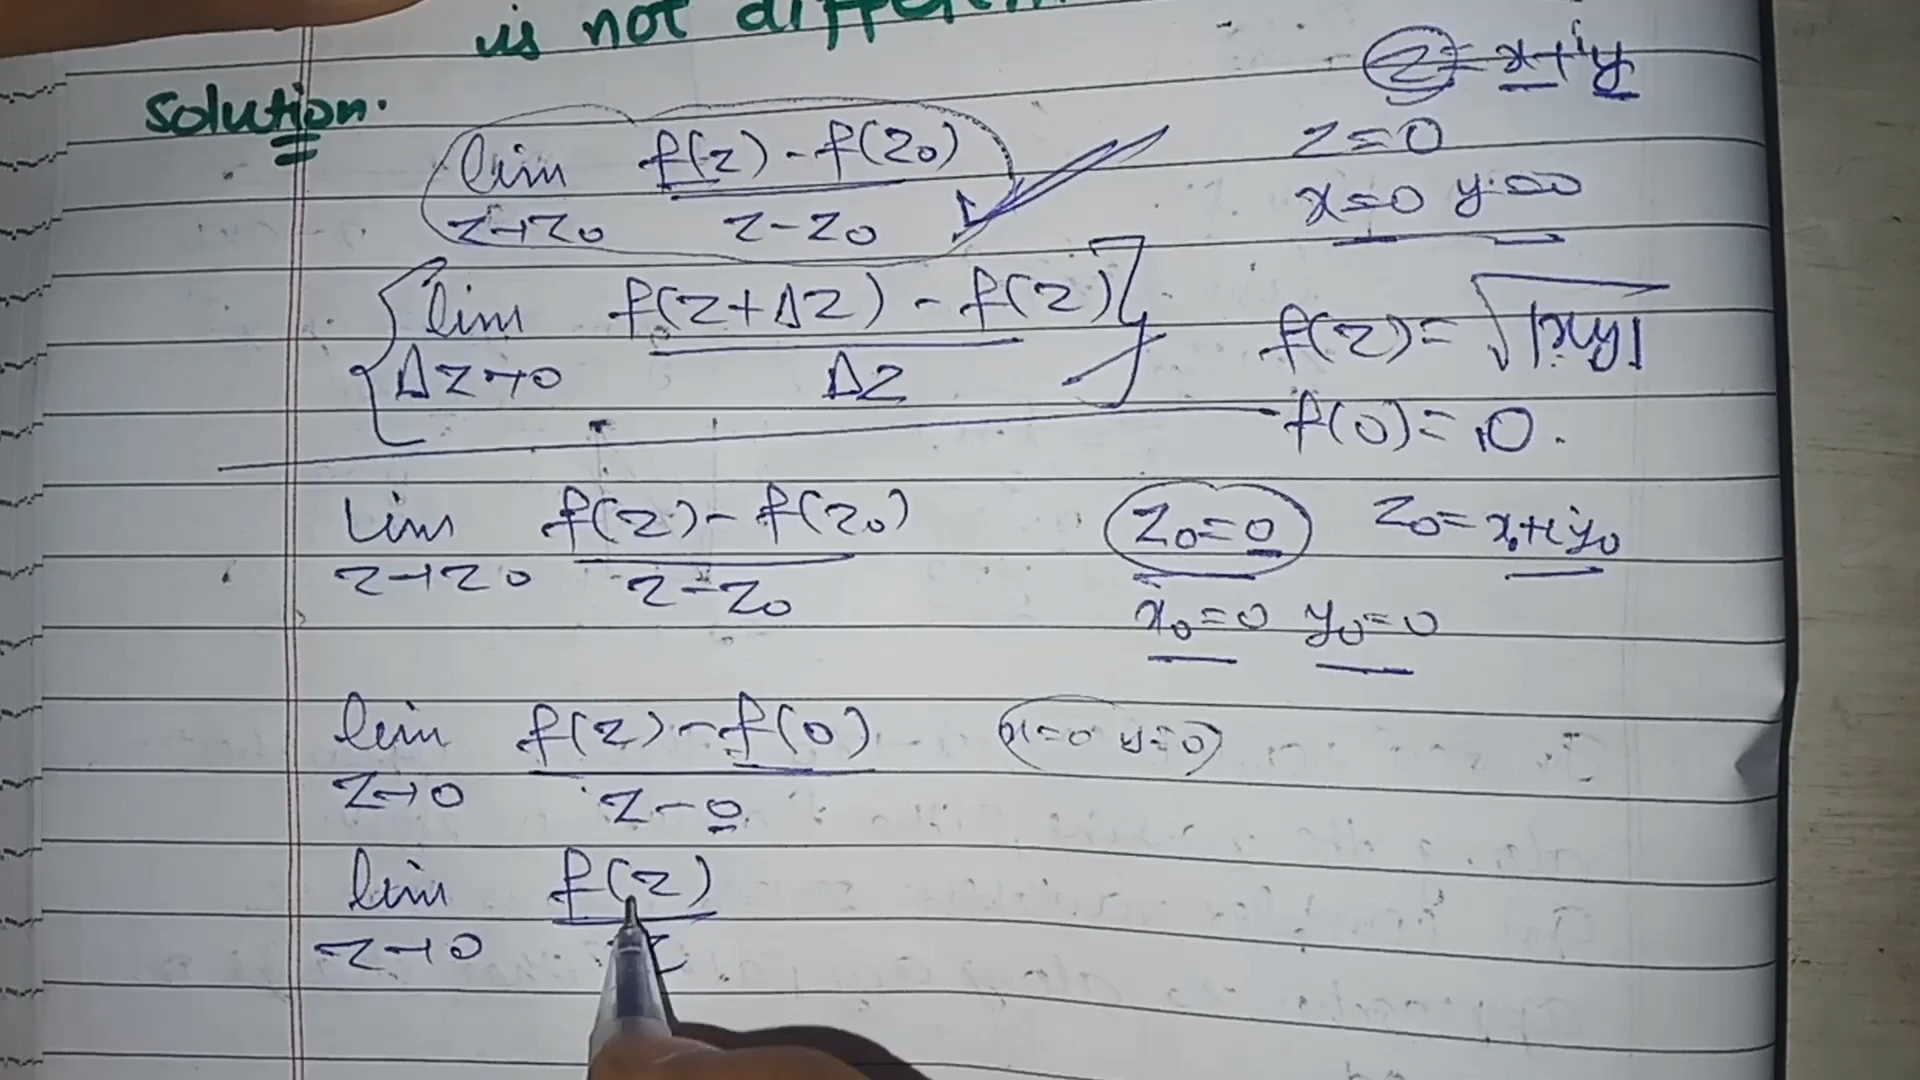 is not
Solution.
lim f(z) - f(z0)
z→z0 z-z0
lim f(z+Δz) - f(z)
Δz→0 Δz
z = x+iy
z=0
x=0 y=0
f(z) = √|xy|
f(0) = 0.
Lim f(z) - f(z0)
z→z0 z-z0
z0=0 z0=x0+iy0
x0=0 y0=0
lim f(z) - f(0) x=0 y=0
z→0 z-0
lim f(z)
z→0 z